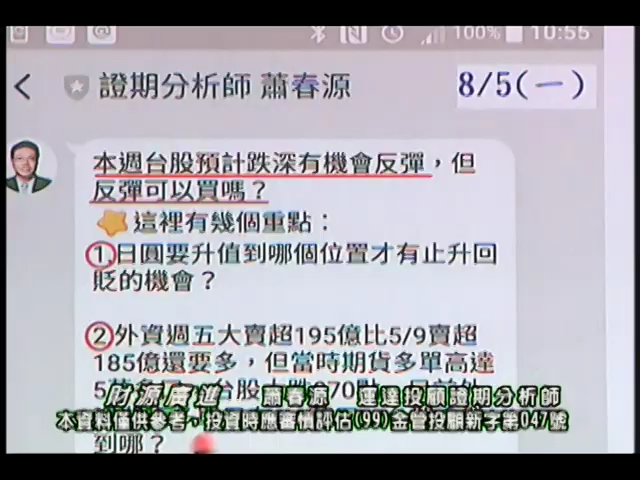 100% 10:55
證期分析師 蕭春源
8/5(一)
本週台股預計跌深有機會反彈，但
反彈可以買嗎？
這裡有幾個重點：
①日圓要升值到哪個位置才有止升回
貶的機會？
②外資週五大賣超195億比5/9賣超
185億還要多，但當時期貨多單高達
財源廣進 蕭春源 運達投顧證期分析師
本資料僅供參考，投資時應審慎評估(99)金管投顧新字第047號
到哪？